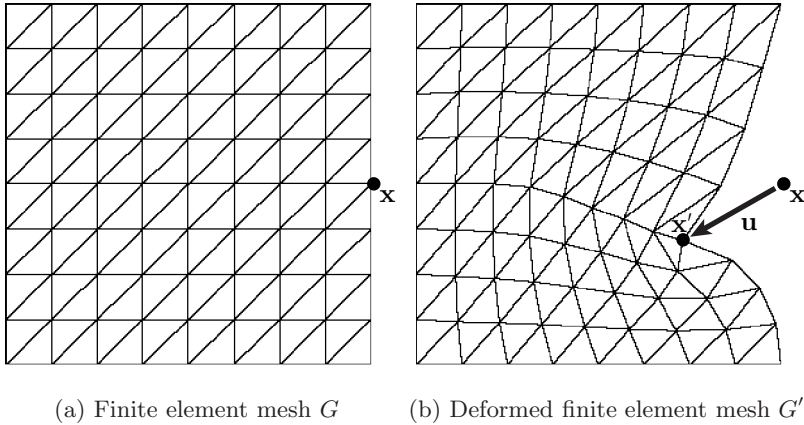 x
x
x′
u
(a) Finite element mesh G
(b) Deformed finite element mesh G′